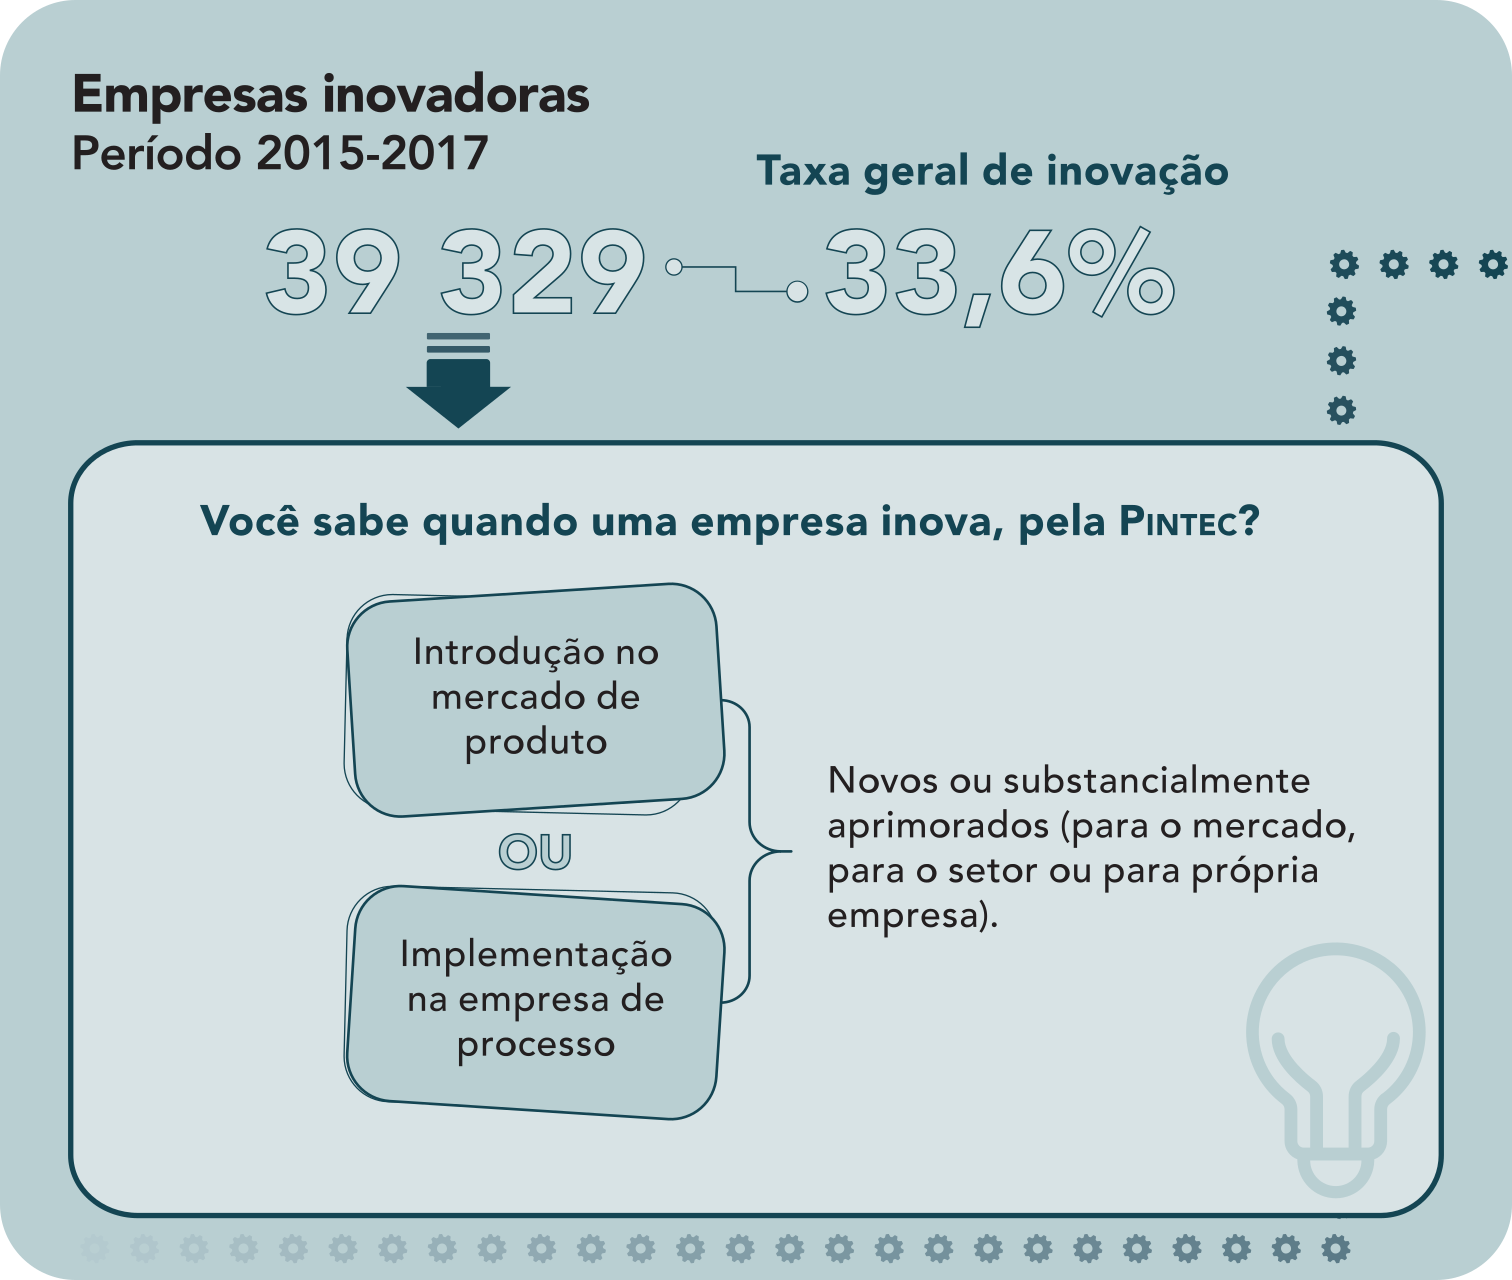 Empresas inovadoras
Período 2015-2017
Taxa geral de inovação
39 329
33,6%
Você sabe quando uma empresa inova, pela PINTEC?
Introdução no
mercado de
produto
OU
Implementação
na empresa de
processo
Novos ou substancialmente
aprimorados (para o mercado,
para o setor ou para própria
empresa).